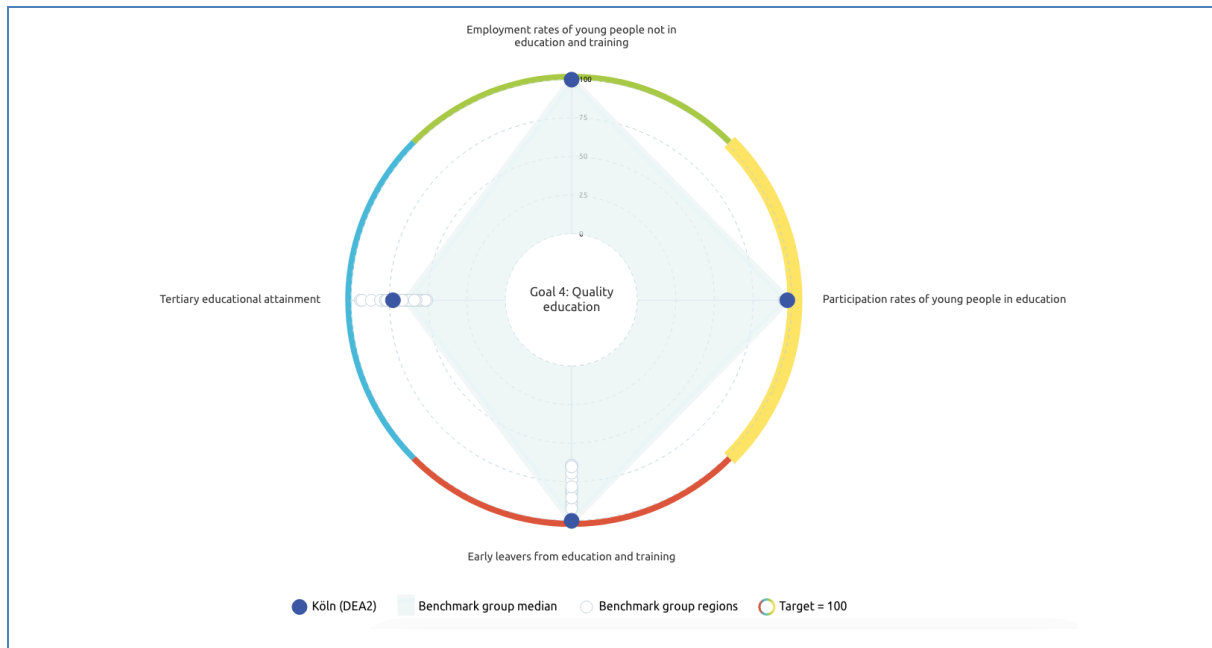 Employment rates of young people not in
education and training
100
75
50
25
0
Goal 4: Quality
education
Tertiary educational attainment
Participation rates of young people in education
Early leavers from education and training
Köln (DEA2)
Benchmark group median
Benchmark group regions
Target = 100